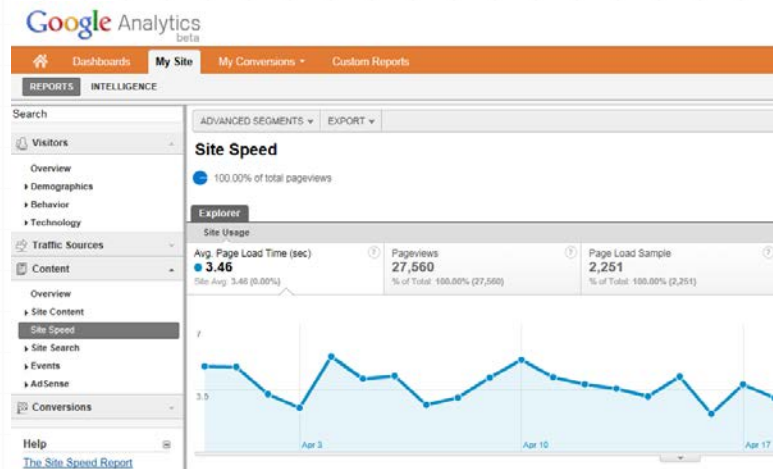 Google Analytics
beta
Dashboards My Site My Conversions Custom Reports
REPORTS INTELLIGENCE
Search
Visitors
Overview
Demographics
Behavior
Technology
Traffic Sources
Content
Overview
Site Content
Site Speed
Site Search
Events
AdSense
Conversions
Help
The Site Speed Report
ADVANCED SEGMENTS EXPORT
Site Speed
100.00% of total pageviews
Explorer
Site Usage
Avg. Page Load Time (sec)
3.46
Site Avg: 3.46 (0.00%)
Pageviews
27,560
% of Total: 100.00% (27,560)
Page Load Sample
2,251
% of Total: 100.00% (2,251)
7
3.5
Apr 3 Apr 10 Apr 17